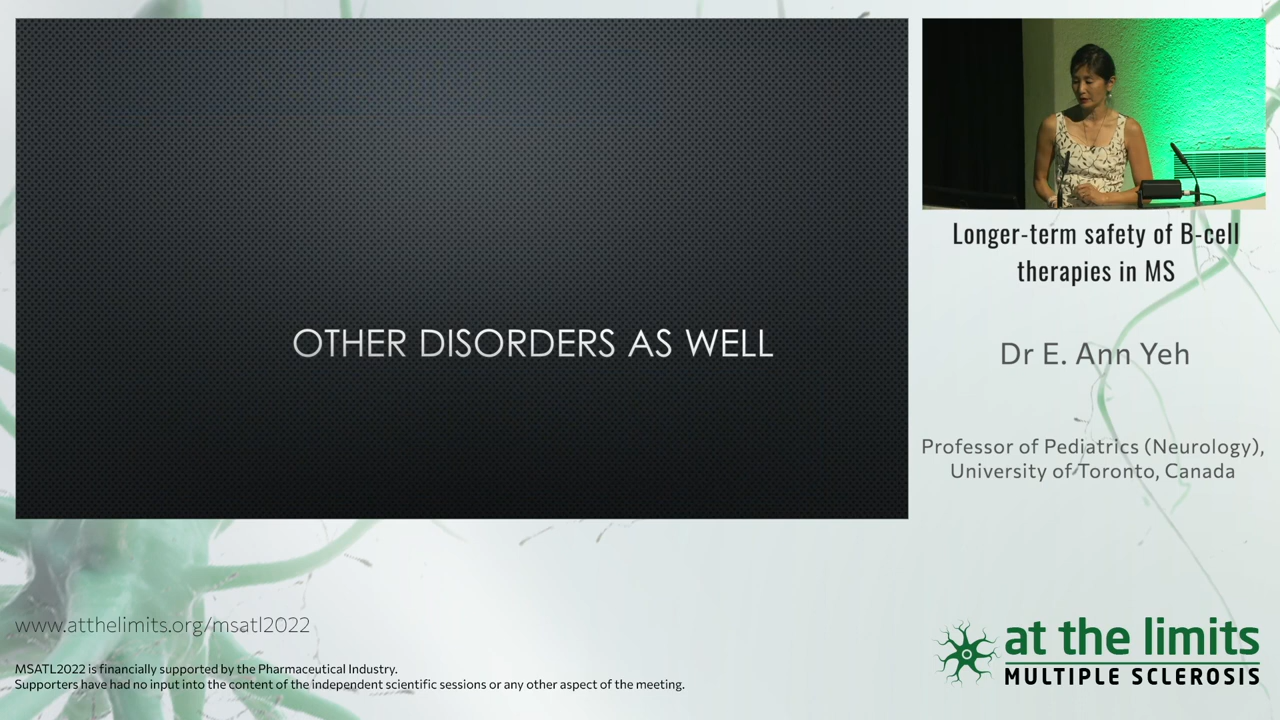 OTHER DISORDERS AS WELL
Longer-term safety of B-cell
therapies in MS
Dr E. Ann Yeh
Professor of Pediatrics (Neurology),
University of Toronto, Canada
www.atthelimits.org/msatl2022
MSATL2022 is financially supported by the Pharmaceutical Industry.
Supporters have had no input into the content of the independent scientific sessions or any other aspect of the meeting.
at the limits
MULTIPLE SCLEROSIS